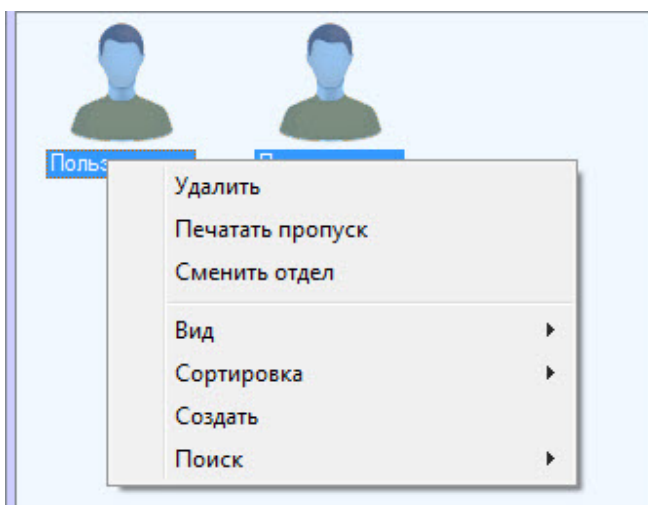 Удалить
Печатать пропуск
Сменить отдел
Вид
Сортировка
Создать
Поиск